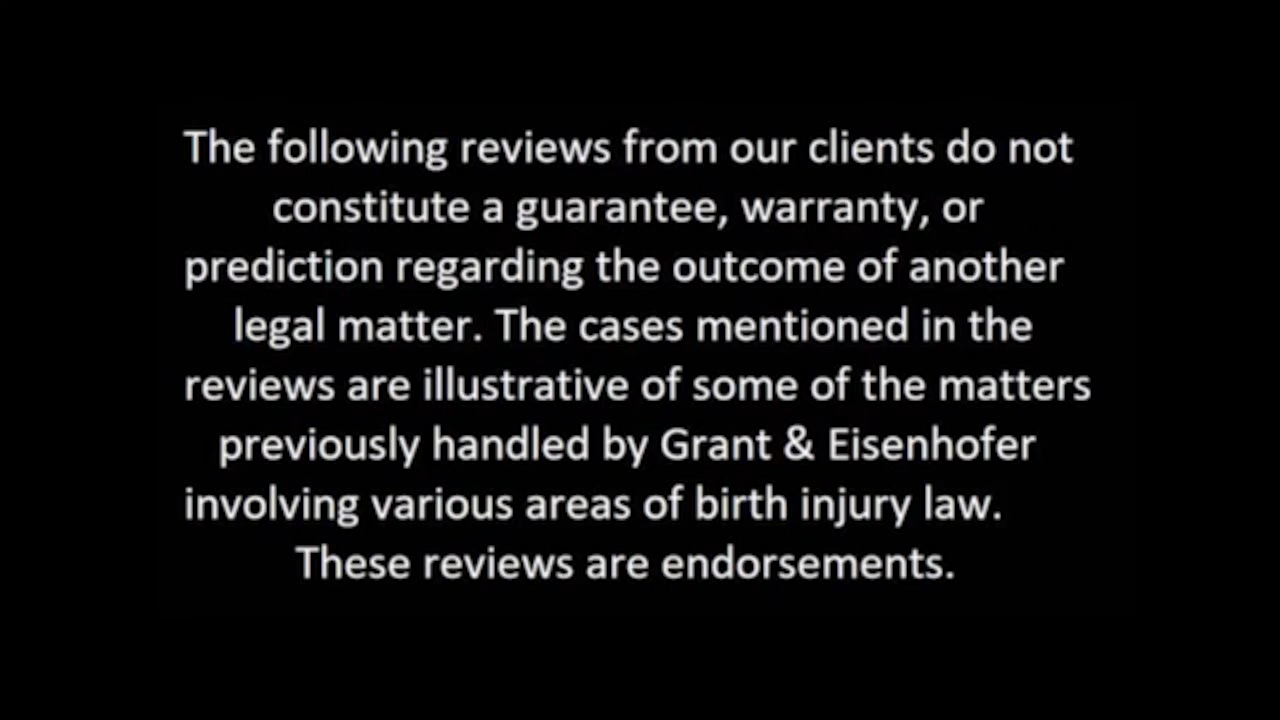 The following reviews from our clients do not
constitute a guarantee, warranty, or
prediction regarding the outcome of another
legal matter. The cases mentioned in the
reviews are illustrative of some of the matters
previously handled by Grant & Eisenhofer
involving various areas of birth injury law.
These reviews are endorsements.